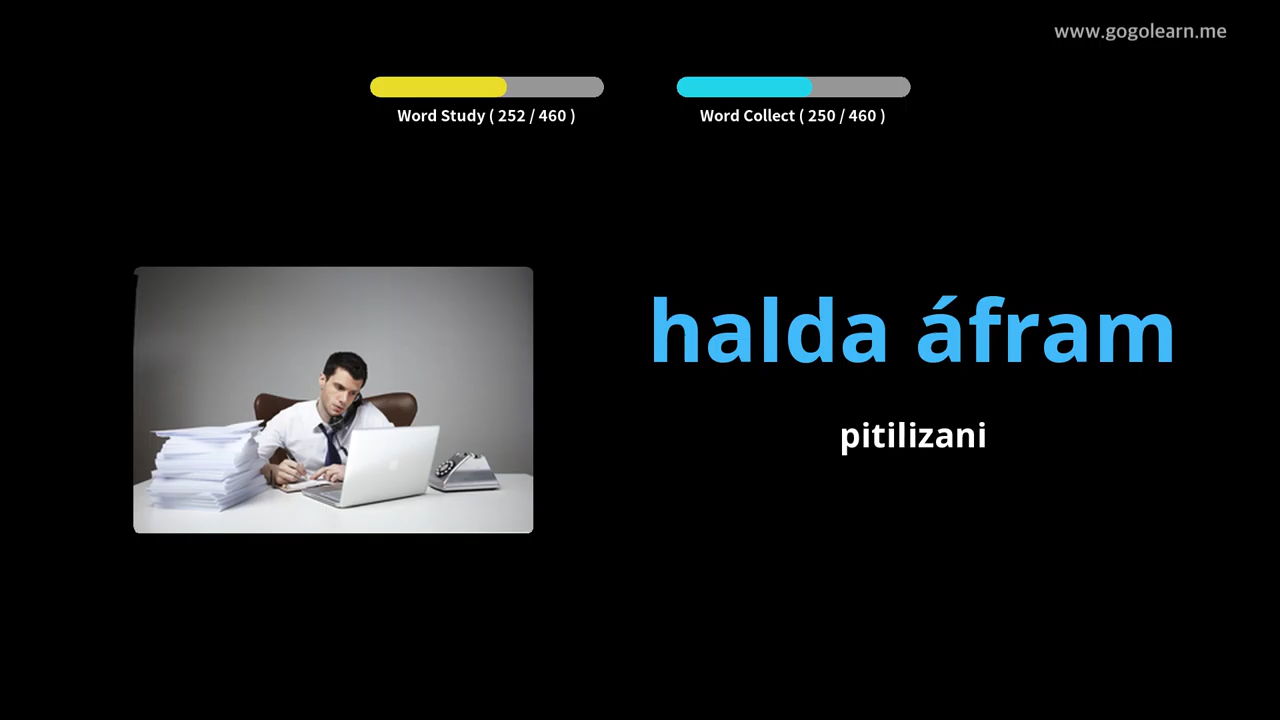 www.gogolearn.me
Word Study ( 252 / 460 )
Word Collect ( 250 / 460 )
halda áfram
pitilizani